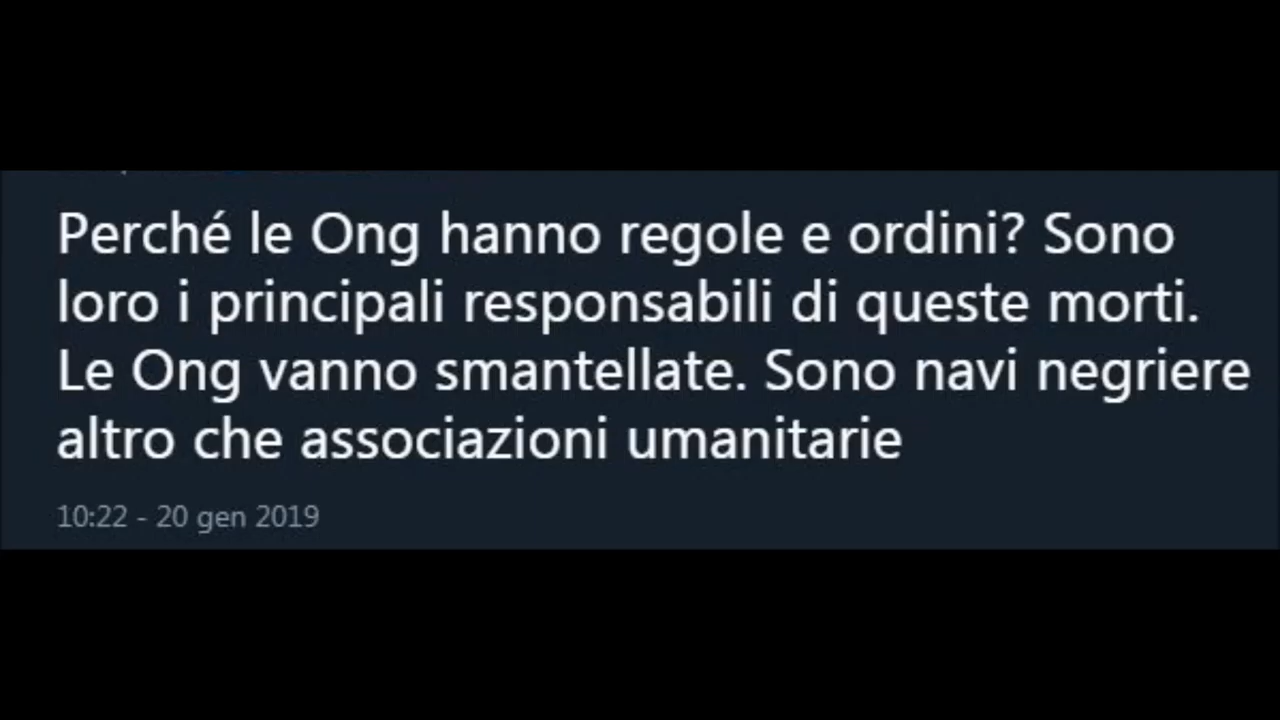 Perché le Ong hanno regole e ordini? Sono
loro i principali responsabili di queste morti.
Le Ong vanno smantellate. Sono navi negriere
altro che associazioni umanitarie
10:22 - 20 gen 2019